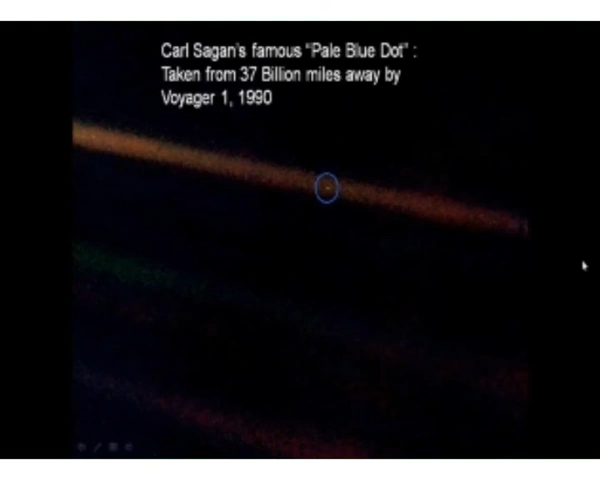 Carl Sagan's famous "Pale Blue Dot" :
Taken from 37 Billion miles away by
Voyager 1, 1990